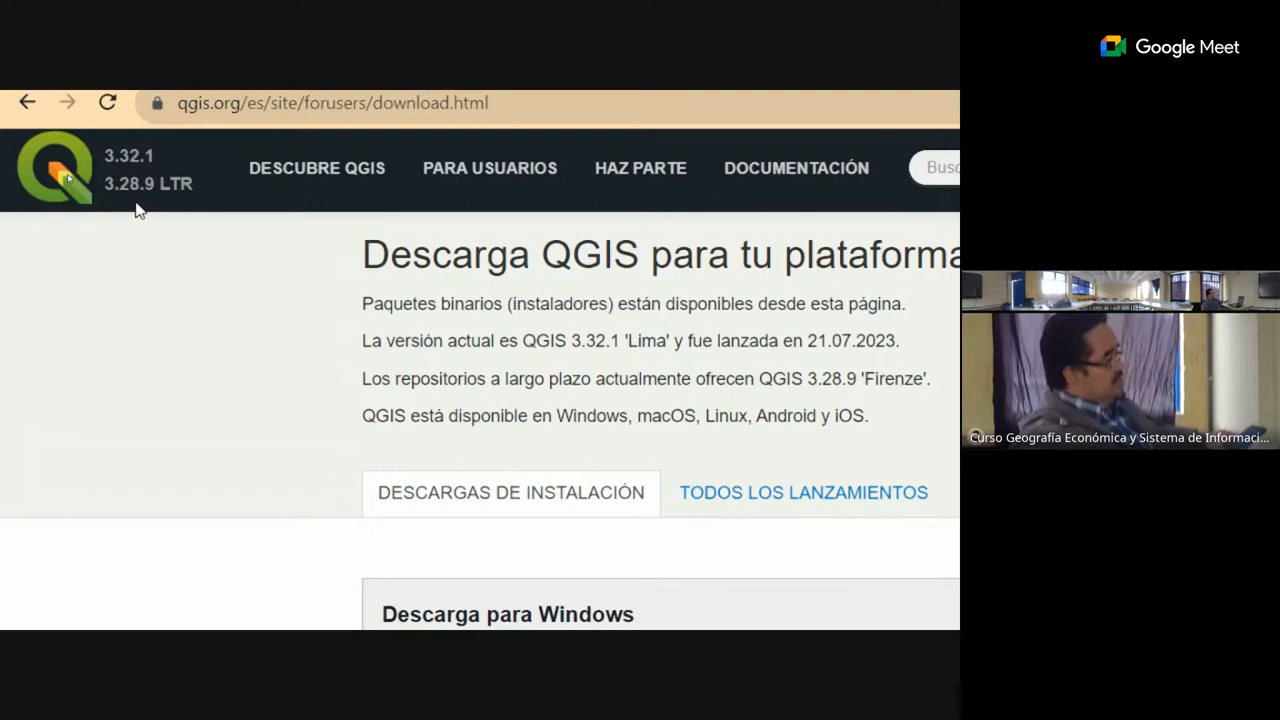 qgis.org/es/site/forusers/download.html
3.32.1
3.28.9 LTR
DESCUBRE QGIS
PARA USUARIOS
HAZ PARTE
DOCUMENTACIÓN
Busc
Descarga QGIS para tu plataforma
Paquetes binarios (instaladores) están disponibles desde esta página.
La versión actual es QGIS 3.32.1 'Lima' y fue lanzada en 21.07.2023.
Los repositorios a largo plazo actualmente ofrecen QGIS 3.28.9 'Firenze'.
QGIS está disponible en Windows, macOS, Linux, Android y iOS.
DESCARGAS DE INSTALACIÓN
TODOS LOS LANZAMIENTOS
Descarga para Windows
Google Meet
Curso Geografía Económica y Sistema de Informaci...